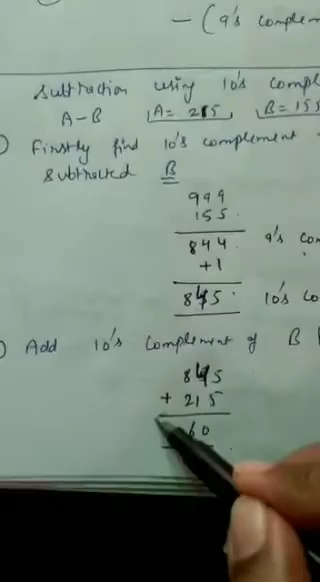 - (9's complem
Subtraction using 10's compl
A-B A= 215, B= 155
Firstly find 10's complement
subtracted B
999
155
844 9's co
+1
845 10's co
Add 10's complement of B
845
+ 215
60